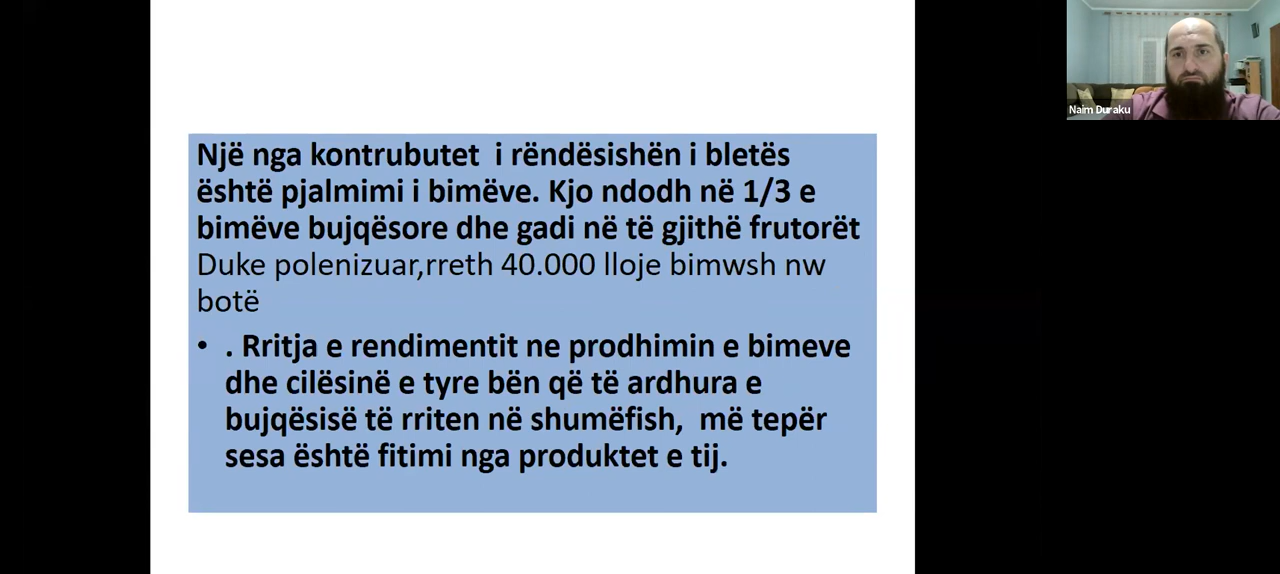 Një nga kontrubutet i rëndësishën i bletës
është pjalmimi i bimëve. Kjo ndodh në 1/3 e
bimëve bujqësore dhe gadi në të gjithë frutorët
Duke polenizuar,rreth 40.000 lloje bimwsh nw
botë
• . Rritja e rendimentit ne prodhimin e bimeve
dhe cilësinë e tyre bën që të ardhura e
bujqësisë të rriten në shumëfish, më tepër
sesa është fitimi nga produktet e tij.
Naim Duraku